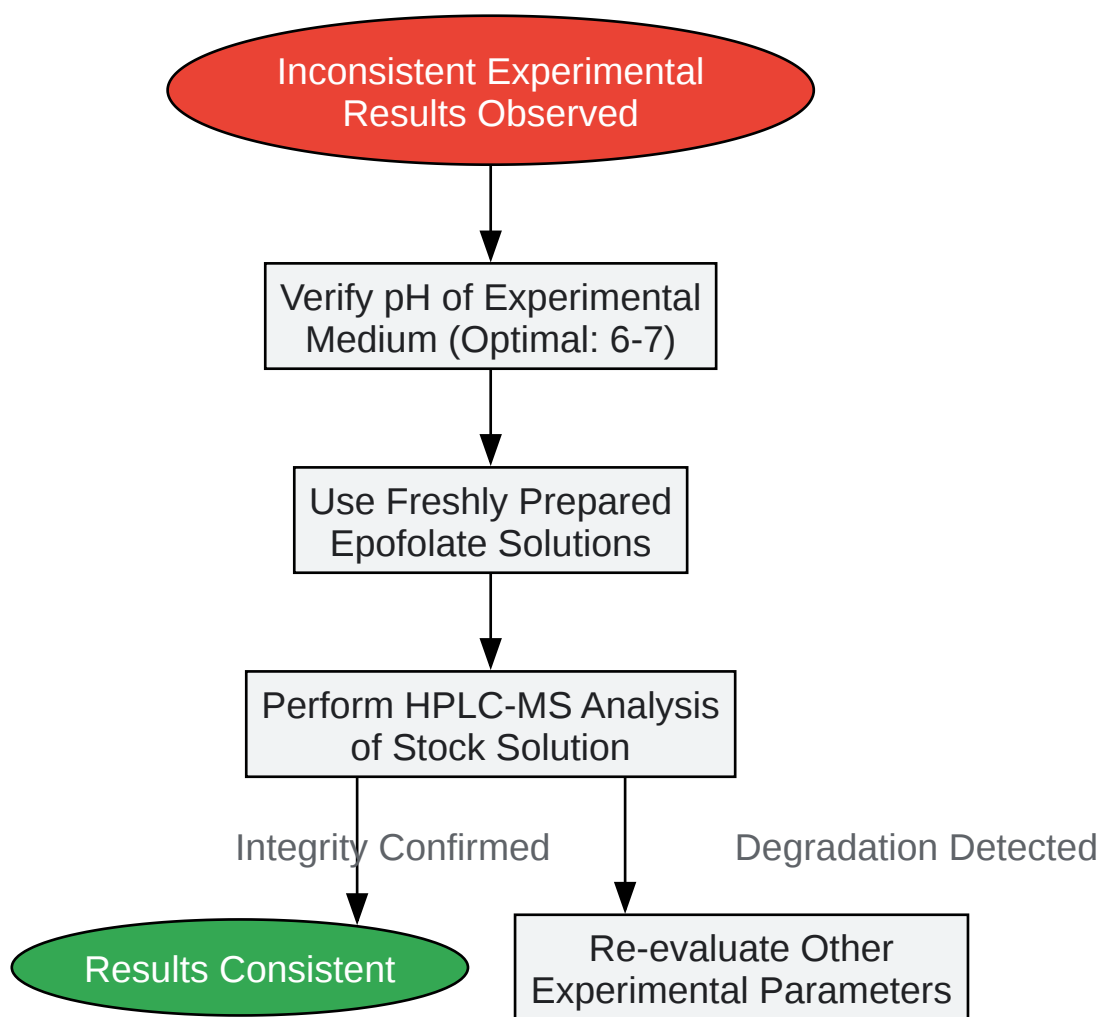 Inconsistent Experimental
Results Observed
Verify pH of Experimental
Medium (Optimal: 6-7)
Use Freshly Prepared
Epofolate Solutions
Perform HPLC-MS Analysis
of Stock Solution
Integrity Confirmed
Degradation Detected
Results Consistent
Re-evaluate Other
Experimental Parameters